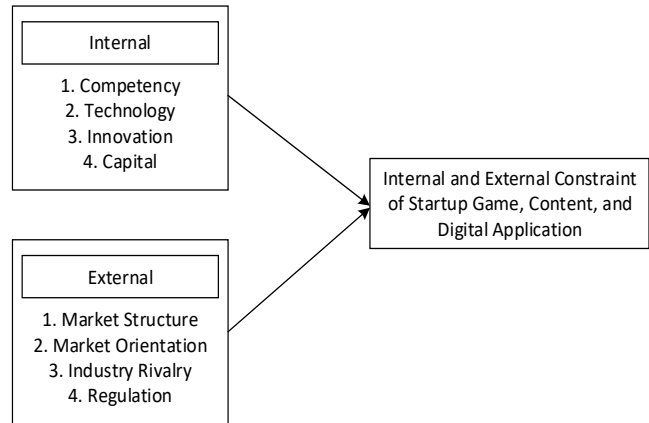 Internal
1. Competency
2. Technology
3. Innovation
4. Capital
External
1. Market Structure
2. Market Orientation
3. Industry Rivalry
4. Regulation
Internal and External Constraint
of Startup Game, Content, and
Digital Application